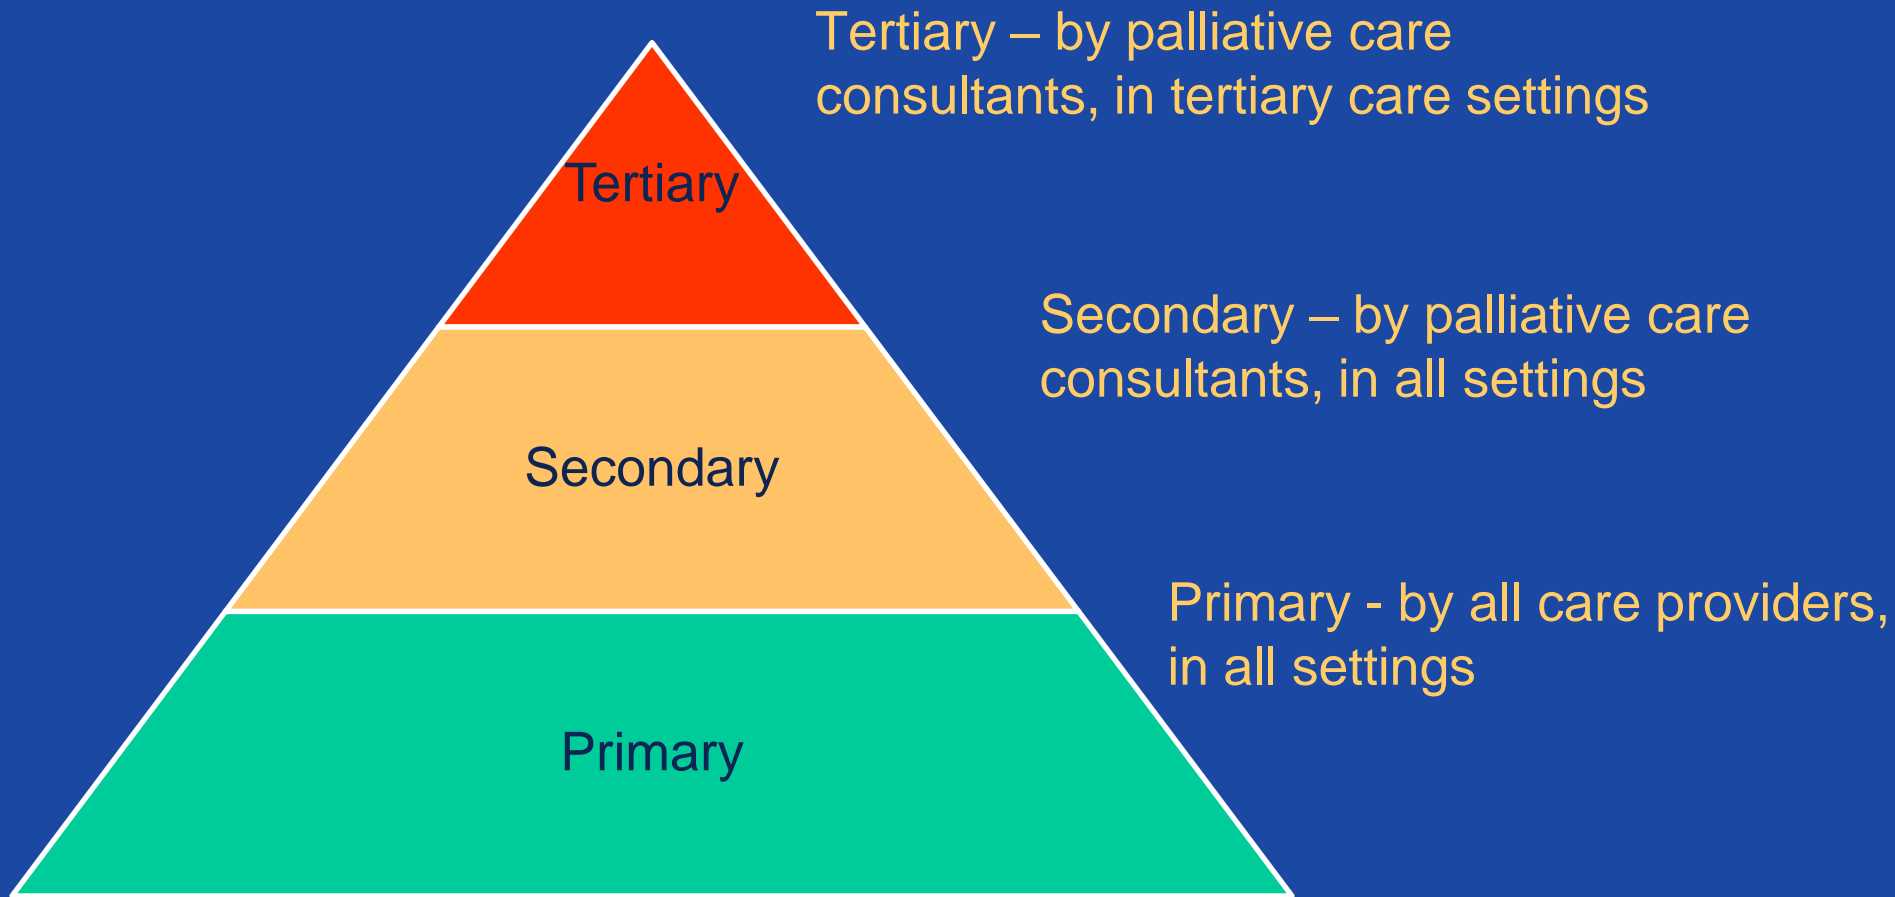 Tertiary – by palliative care
consultants, in tertiary care settings
Tertiary
Secondary – by palliative care
consultants, in all settings
Secondary
Primary - by all care providers,
in all settings
Primary